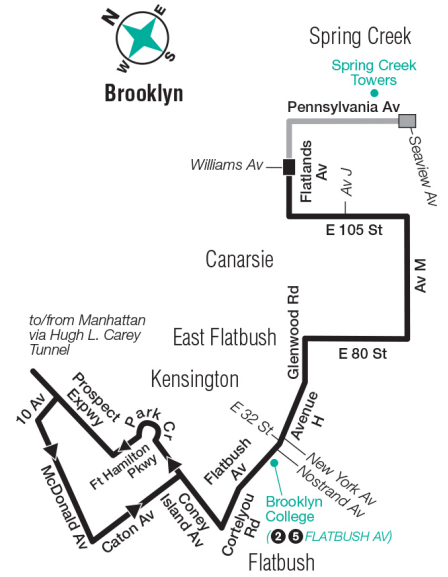 N
E
W
S
Brooklyn
Spring Creek
Spring Creek
Towers
Pennsylvania Av
Seaview Av
Williams Av
Flatlands
Av
Av J
E 105 St
Canarsie
Av M
to/from Manhattan
via Hugh L. Carey
Tunnel
East Flatbush
Glenwood Rd
E 80 St
Kensington
Prospect
Expwy
10 Av
Park Cr
E 32 St
Avenue
H
Ft Hamilton
Pkwy
Flatbush
Av
New York Av
Nostrand Av
McDonald Av
Caton Av
Coney
Island Av
Cortelyou
Rd
Brooklyn
College
(2 5 FLATBUSH AV)
Flatbush